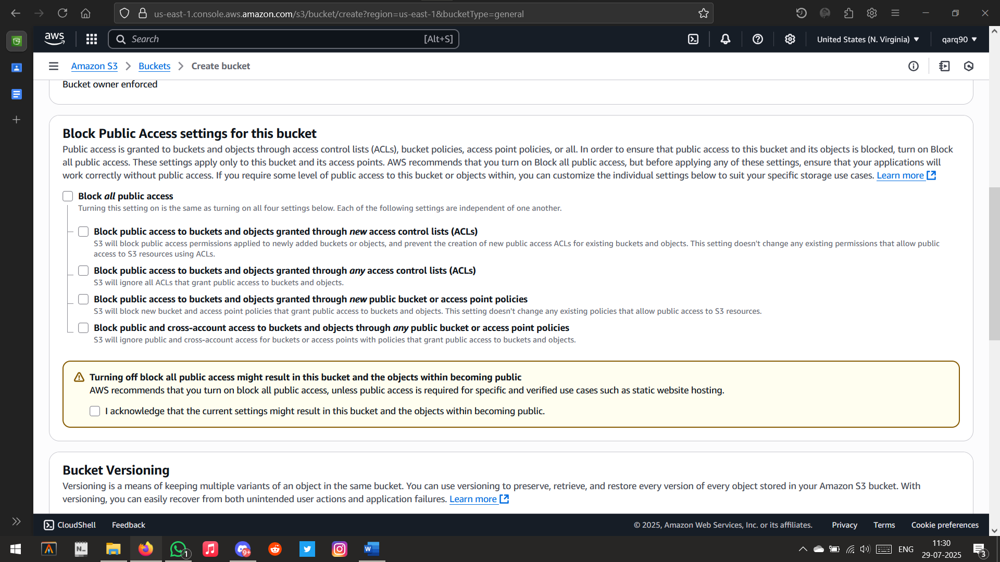 us-east-1.console.aws.amazon.com/s3/bucket/create?region=us-east-1&bucketType=general
aws
Search
[Alt+S]
United States (N. Virginia)
qarq90
Amazon S3
Buckets
Create bucket
Bucket owner enforced
Block Public Access settings for this bucket
Public access is granted to buckets and objects through access control lists (ACLs), bucket policies, access point policies, or all. In order to ensure that public access to this bucket and its objects is blocked, turn on Block
all public access. These settings apply only to this bucket and its access points. AWS recommends that you turn on Block all public access, but before applying any of these settings, ensure that your applications will
work correctly without public access. If you require some level of public access to this bucket or objects within, you can customize the individual settings below to suit your specific storage use cases. Learn more
Block all public access
Turning this setting on is the same as turning on all four settings below. Each of the following settings are independent of one another.
Block public access to buckets and objects granted through new access control lists (ACLs)
S3 will block public access permissions applied to newly added buckets or objects, and prevent the creation of new public access ACLs for existing buckets and objects. This setting doesn't change any existing permissions that allow public
access to S3 resources using ACLs.
Block public access to buckets and objects granted through any access control lists (ACLs)
S3 will ignore all ACLs that grant public access to buckets and objects.
Block public access to buckets and objects granted through new public bucket or access point policies
S3 will block new bucket and access point policies that grant public access to buckets and objects. This setting doesn't change any existing policies that allow public access to S3 resources.
Block public and cross-account access to buckets and objects through any public bucket or access point policies
S3 will ignore public and cross-account access for buckets or access points with policies that grant public access to buckets and objects.
Turning off block all public access might result in this bucket and the objects within becoming public
AWS recommends that you turn on block all public access, unless public access is required for specific and verified use cases such as static website hosting.
I acknowledge that the current settings might result in this bucket and the objects within becoming public.
Bucket Versioning
Versioning is a means of keeping multiple variants of an object in the same bucket. You can use versioning to preserve, retrieve, and restore every version of every object stored in your Amazon S3 bucket. With
versioning, you can easily recover from both unintended user actions and application failures. Learn more
CloudShell
Feedback
© 2025, Amazon Web Services, Inc. or its affiliates.
Privacy
Terms
Cookie preferences
N_
1
9+
W
ENG
11:30
29-07-2025
3